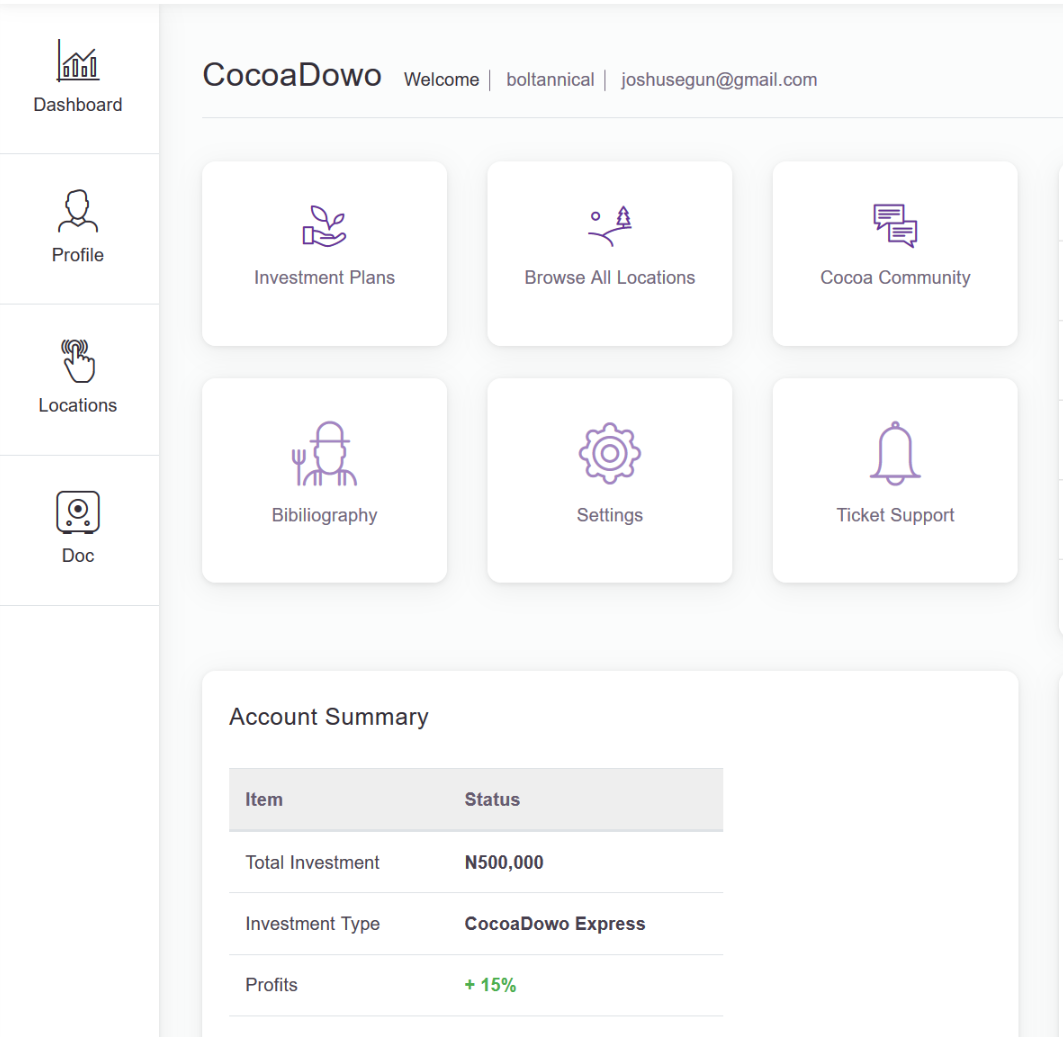 Dashboard
Profile
Locations
Doc
CocoaDowo Welcome | boltannical | joshusegun@gmail.com
Investment Plans
Browse All Locations
Cocoa Community
Bibiliography
Settings
Ticket Support
Account Summary
Item Status
Total Investment N500,000
Investment Type CocoaDowo Express
Profits + 15%